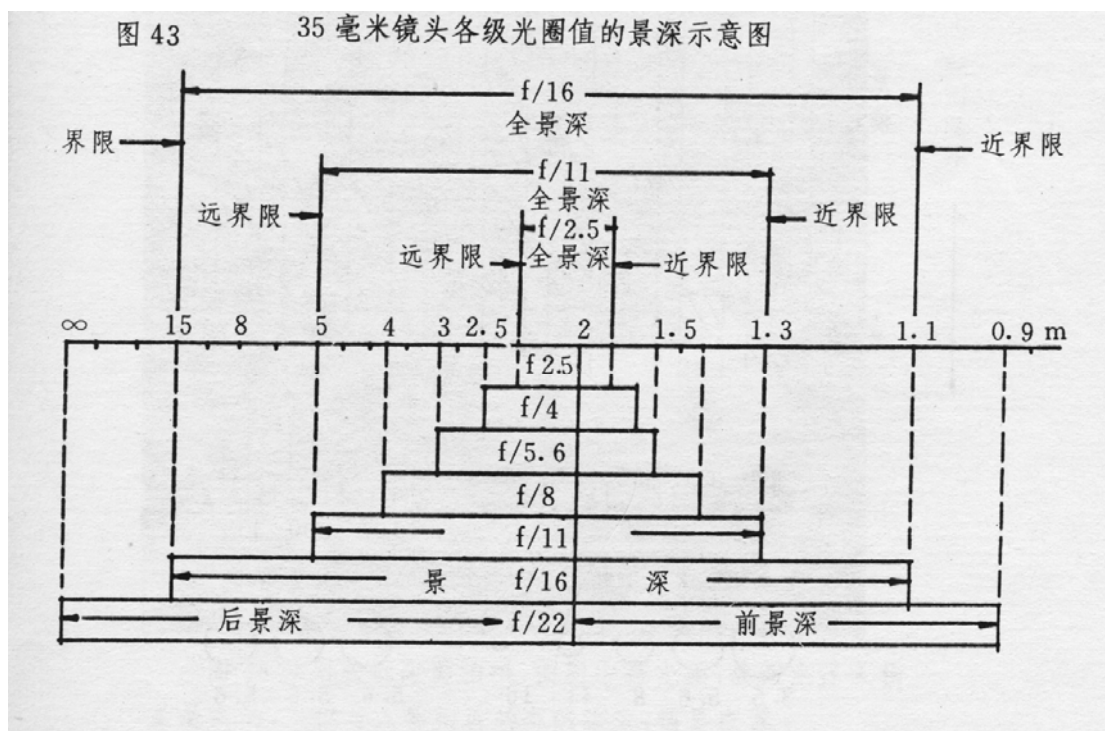 图 43 35 毫米镜头各级光圈值的景深示意图
f/16
全景深
界限 近界限
f/11
全景深
远界限 近界限
f/2.5
远界限 全景深 近界限
∞ 15 8 5 4 3 2.5 2 1.5 1.3 1.1 0.9 m
f 2.5
f/4
f/5.6
f/8
f/11
景 f/16 深
后景深 f/22 前景深